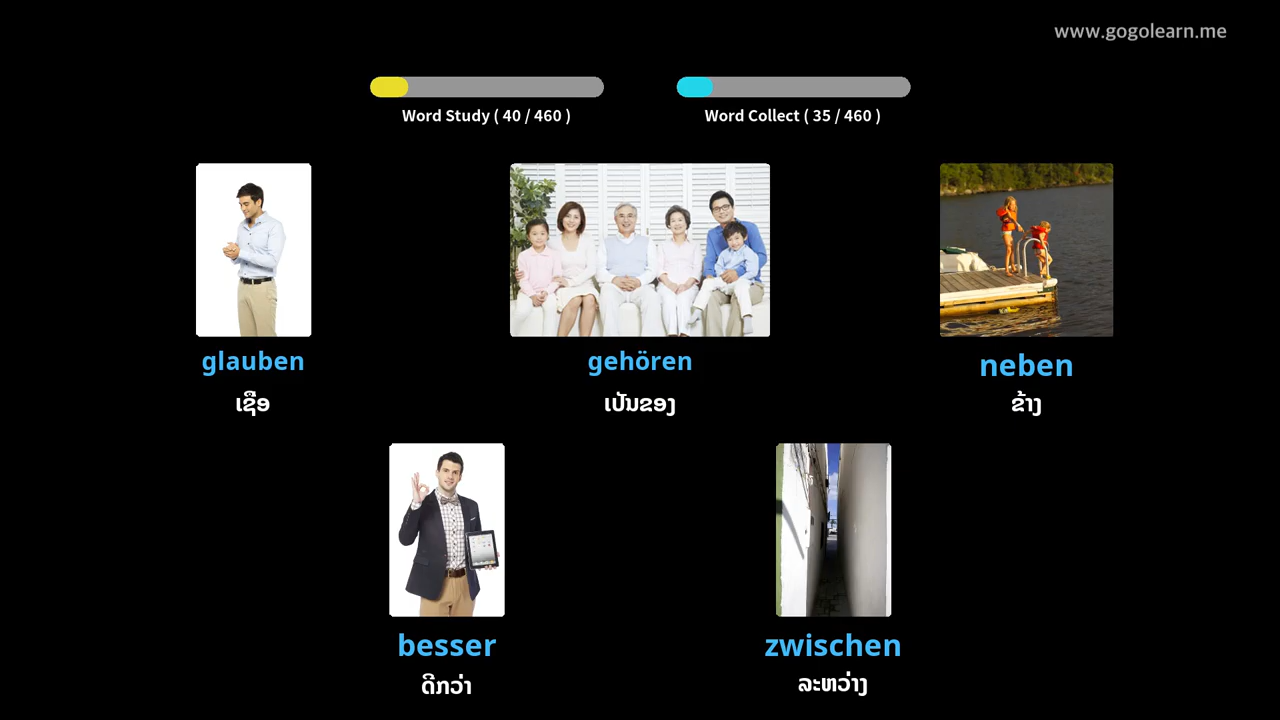 www.gogolearn.me
Word Study ( 40 / 460 )
Word Collect ( 35 / 460 )
glauben
ເຊື່ອ
gehören
ເປັນຂອງ
neben
ຂ້າງ
besser
ດີກວ່າ
zwischen
ລະຫວ່າງ